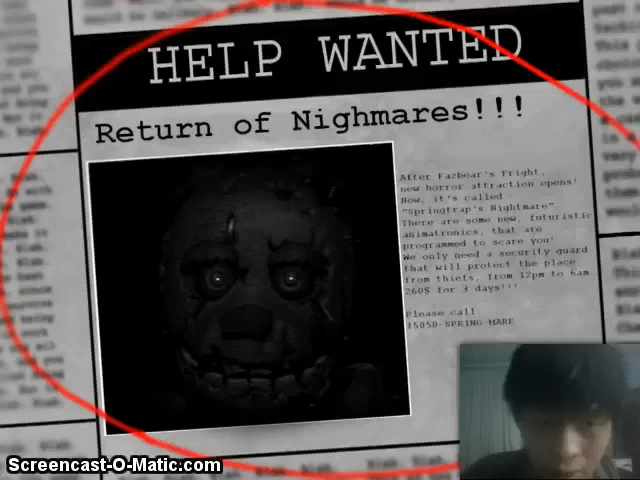 HELP WANTED
Return of Nighmares!!!
After Fazbear's Fright,
new horror attraction opens!
Now, it's called
"Springtrap's Nightmare"
There are some new, futuristic
animatronics, that are
programmed to scare you!
We only need a security guard
that will protect the place
from thiefs, from 12pm to 6am
260$ for 3 days!!!
Please call
15050-SPRING-MARE
Screencast-O-Matic.com